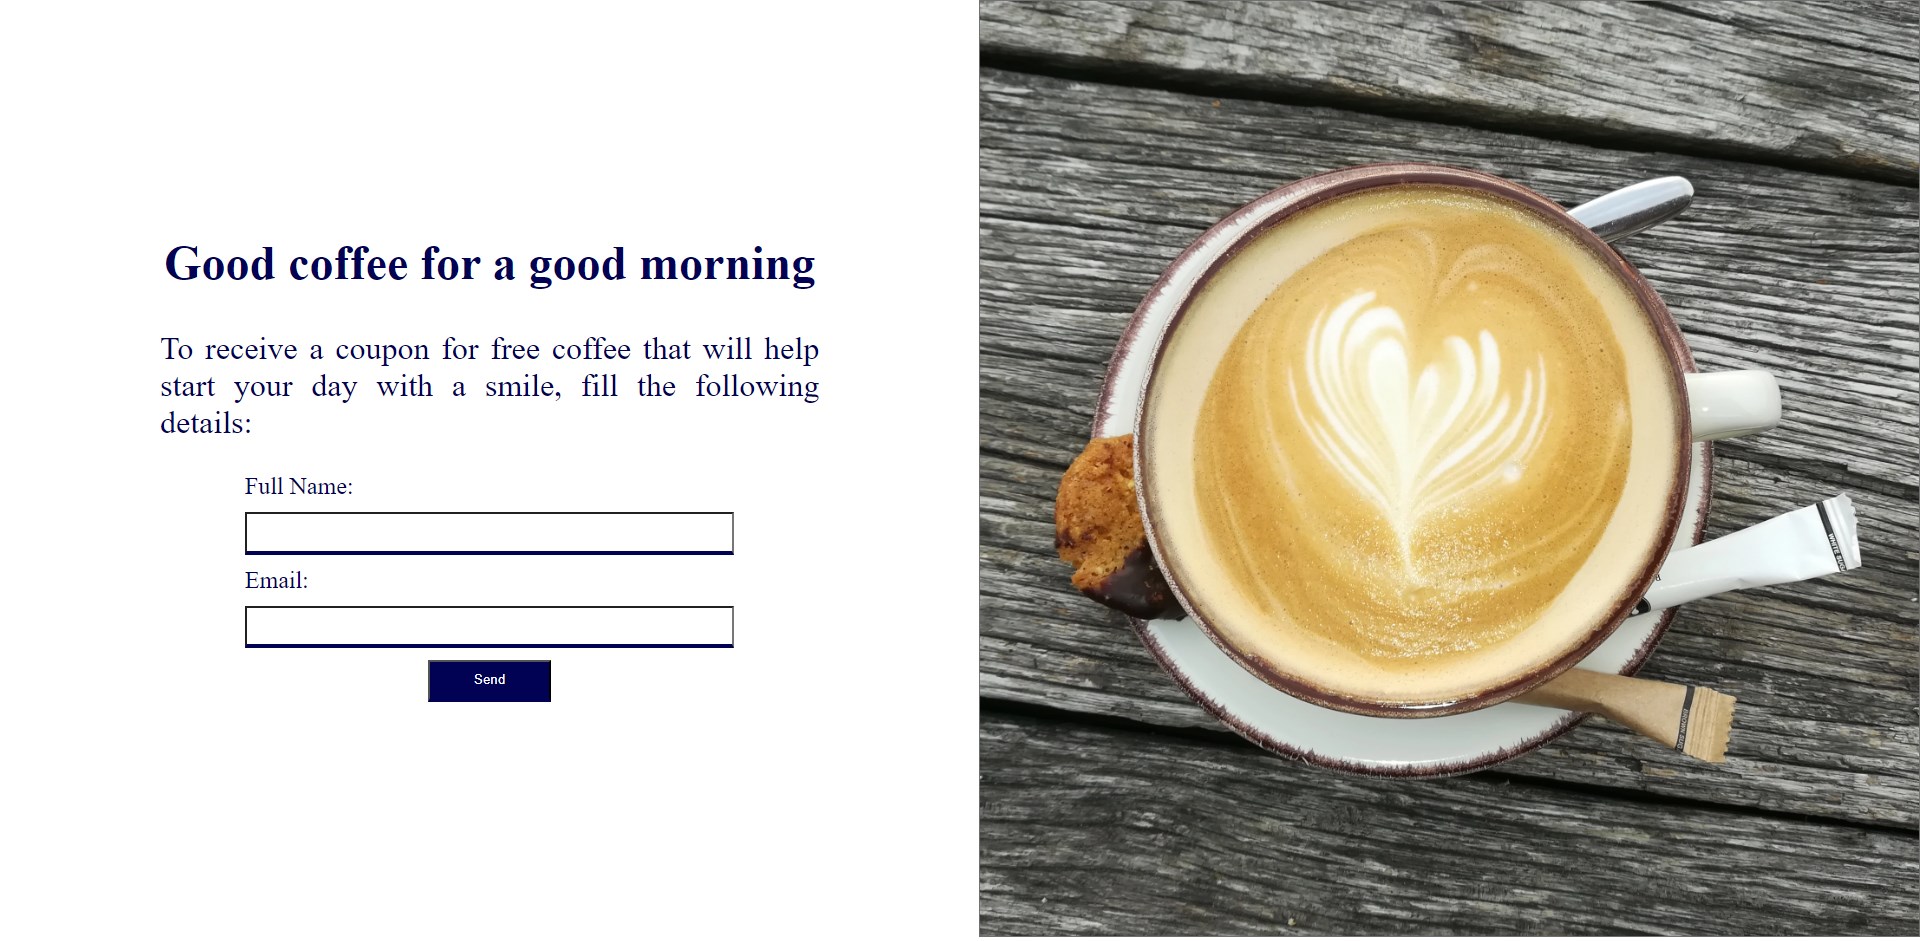 Good coffee for a good morning
To receive a coupon for free coffee that will help
start your day with a smile, fill the following
details:
Full Name:
Email:
Send